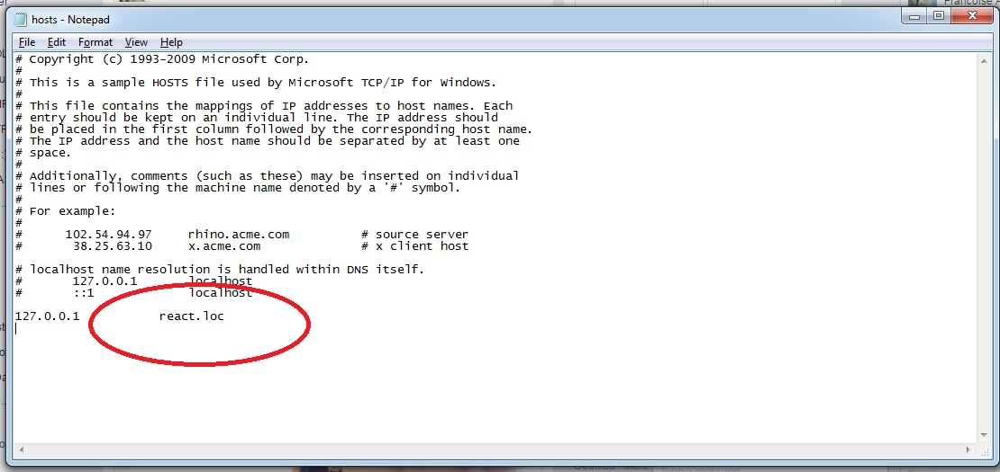 hosts - Notepad
File Edit Format View Help
# Copyright (c) 1993-2009 Microsoft Corp.
#
# This is a sample HOSTS file used by Microsoft TCP/IP for Windows.
#
# This file contains the mappings of IP addresses to host names. Each
# entry should be kept on an individual line. The IP address should
# be placed in the first column followed by the corresponding host name.
# The IP address and the host name should be separated by at least one
# space.
#
# Additionally, comments (such as these) may be inserted on individual
# lines or following the machine name denoted by a '#' symbol.
#
# For example:
#
#      102.54.94.97     rhino.acme.com          # source server
#       38.25.63.10     x.acme.com              # x client host

# localhost name resolution is handled within DNS itself.
#       127.0.0.1       localhost
#       ::1             localhost

127.0.0.1           react.loc